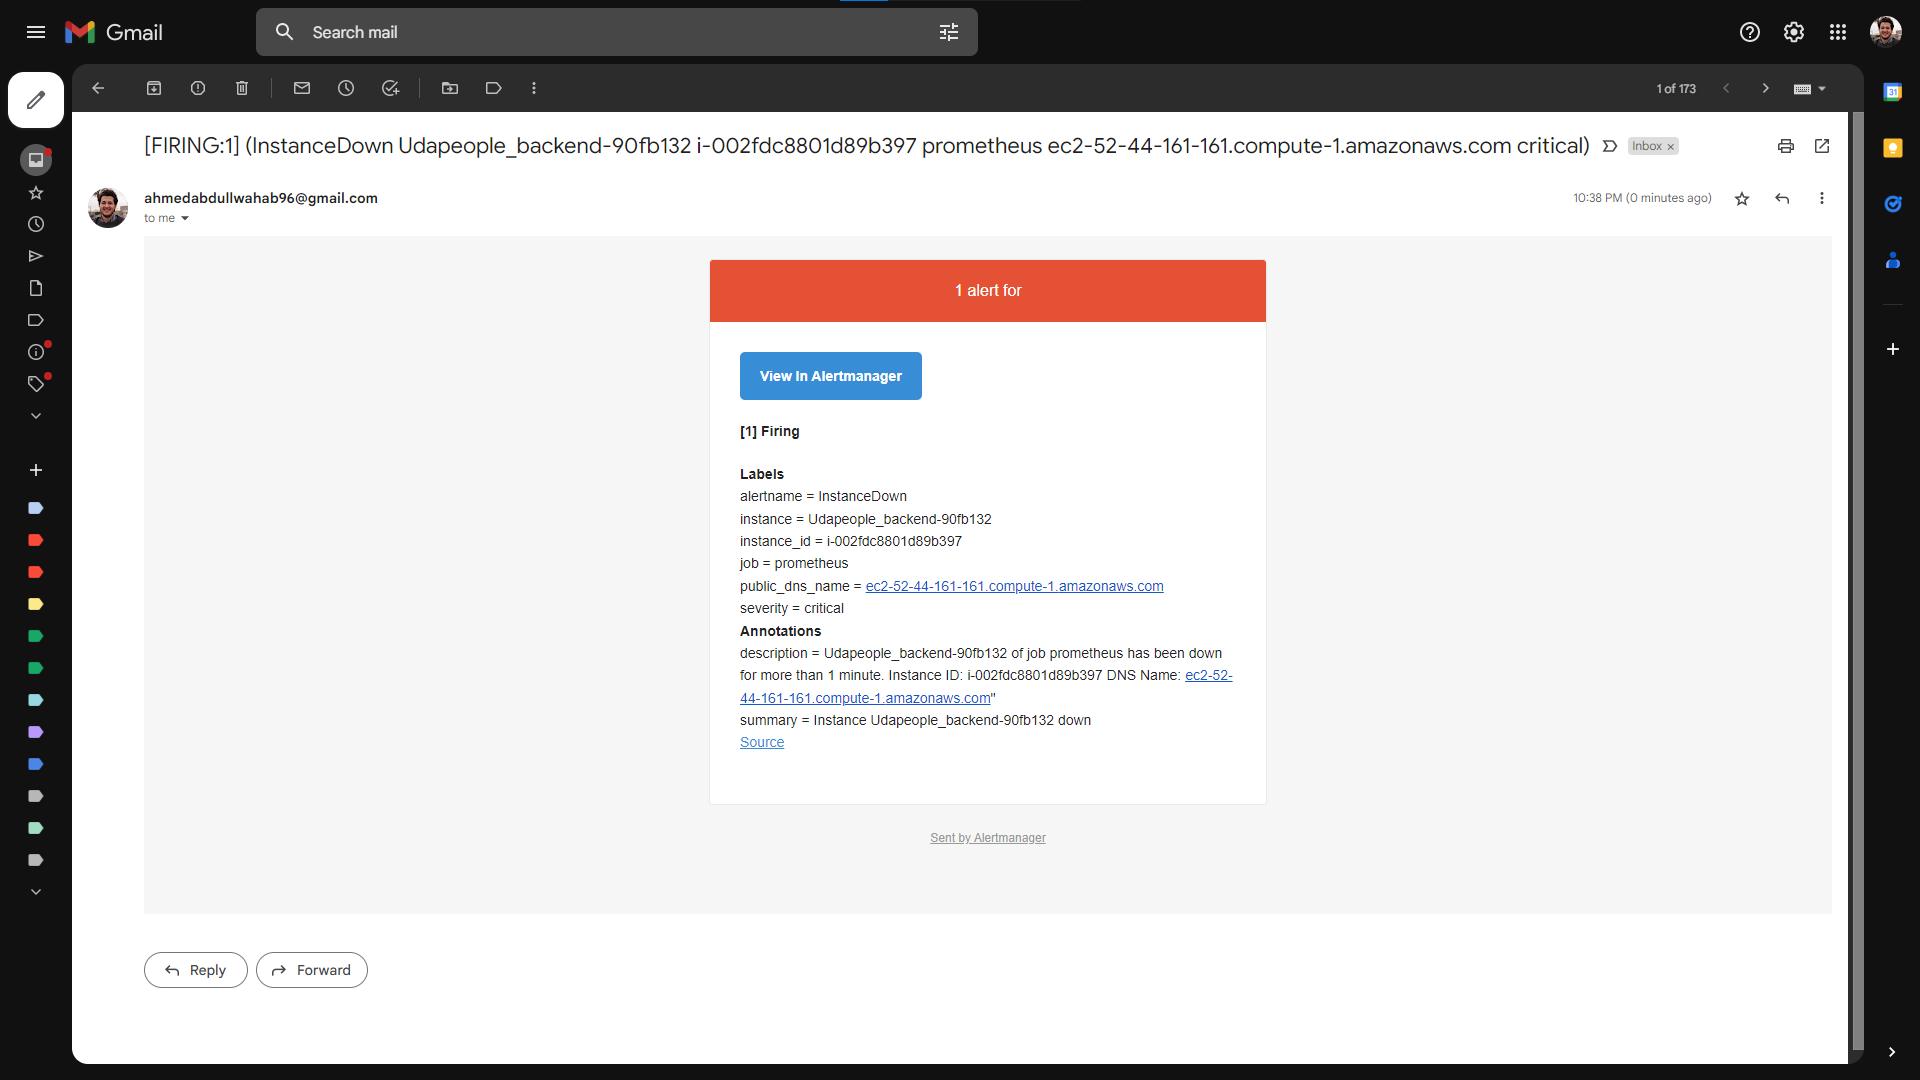 Gmail
Search mail
1 of 173
[FIRING:1] (InstanceDown Udapeople_backend-90fb132 i-002fdc8801d89b397 prometheus ec2-52-44-161-161.compute-1.amazonaws.com critical)
Inbox ×
ahmedabdullwahab96@gmail.com
10:38 PM (0 minutes ago)
to me
1 alert for
View In Alertmanager
[1] Firing
Labels
alertname = InstanceDown
instance = Udapeople_backend-90fb132
instance_id = i-002fdc8801d89b397
job = prometheus
public_dns_name = ec2-52-44-161-161.compute-1.amazonaws.com
severity = critical
Annotations
description = Udapeople_backend-90fb132 of job prometheus has been down
for more than 1 minute. Instance ID: i-002fdc8801d89b397 DNS Name: ec2-52-
44-161-161.compute-1.amazonaws.com"
summary = Instance Udapeople_backend-90fb132 down
Source
Sent by Alertmanager
Reply
Forward
31